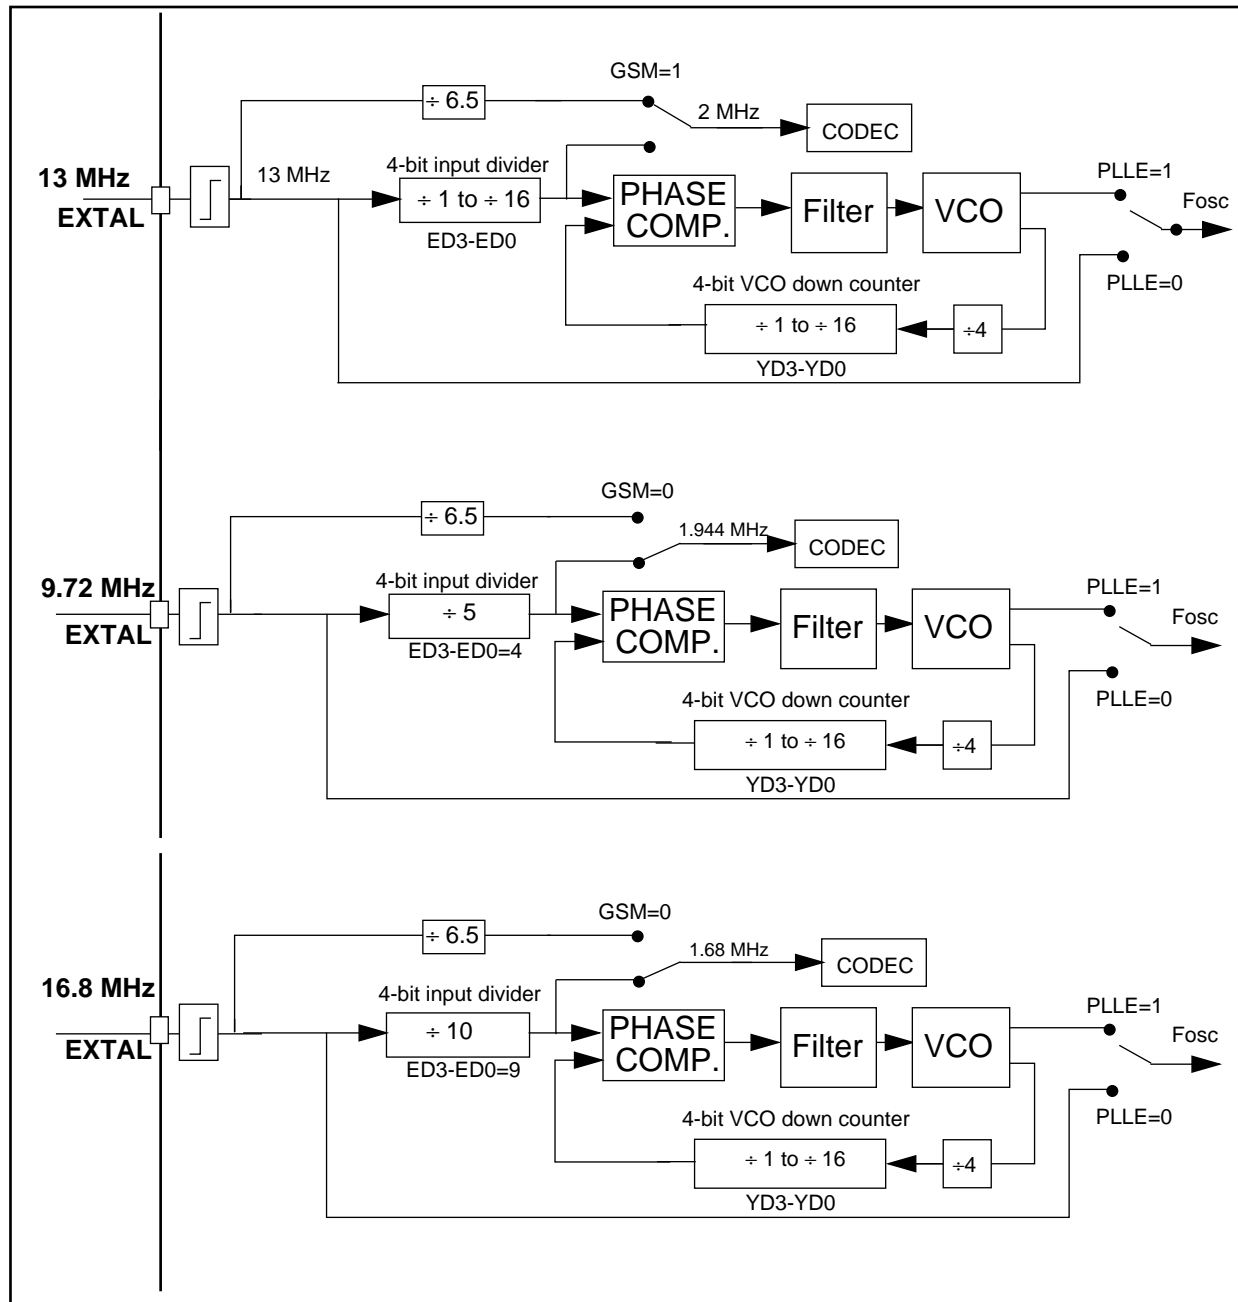 GSM=1
÷ 6.5
2 MHz
CODEC
13 MHz
EXTAL
13 MHz
4-bit input divider
÷ 1 to ÷ 16
ED3-ED0
PHASE
COMP.
Filter
VCO
PLLE=1
Fosc
PLLE=0
4-bit VCO down counter
÷ 1 to ÷ 16
÷4
YD3-YD0
GSM=0
÷ 6.5
1.944 MHz
CODEC
9.72 MHz
EXTAL
4-bit input divider
÷ 5
ED3-ED0=4
PHASE
COMP.
Filter
VCO
PLLE=1
Fosc
PLLE=0
4-bit VCO down counter
÷ 1 to ÷ 16
÷4
YD3-YD0
GSM=0
÷ 6.5
1.68 MHz
CODEC
16.8 MHz
EXTAL
4-bit input divider
÷ 10
ED3-ED0=9
PHASE
COMP.
Filter
VCO
PLLE=1
Fosc
PLLE=0
4-bit VCO down counter
÷ 1 to ÷ 16
÷4
YD3-YD0